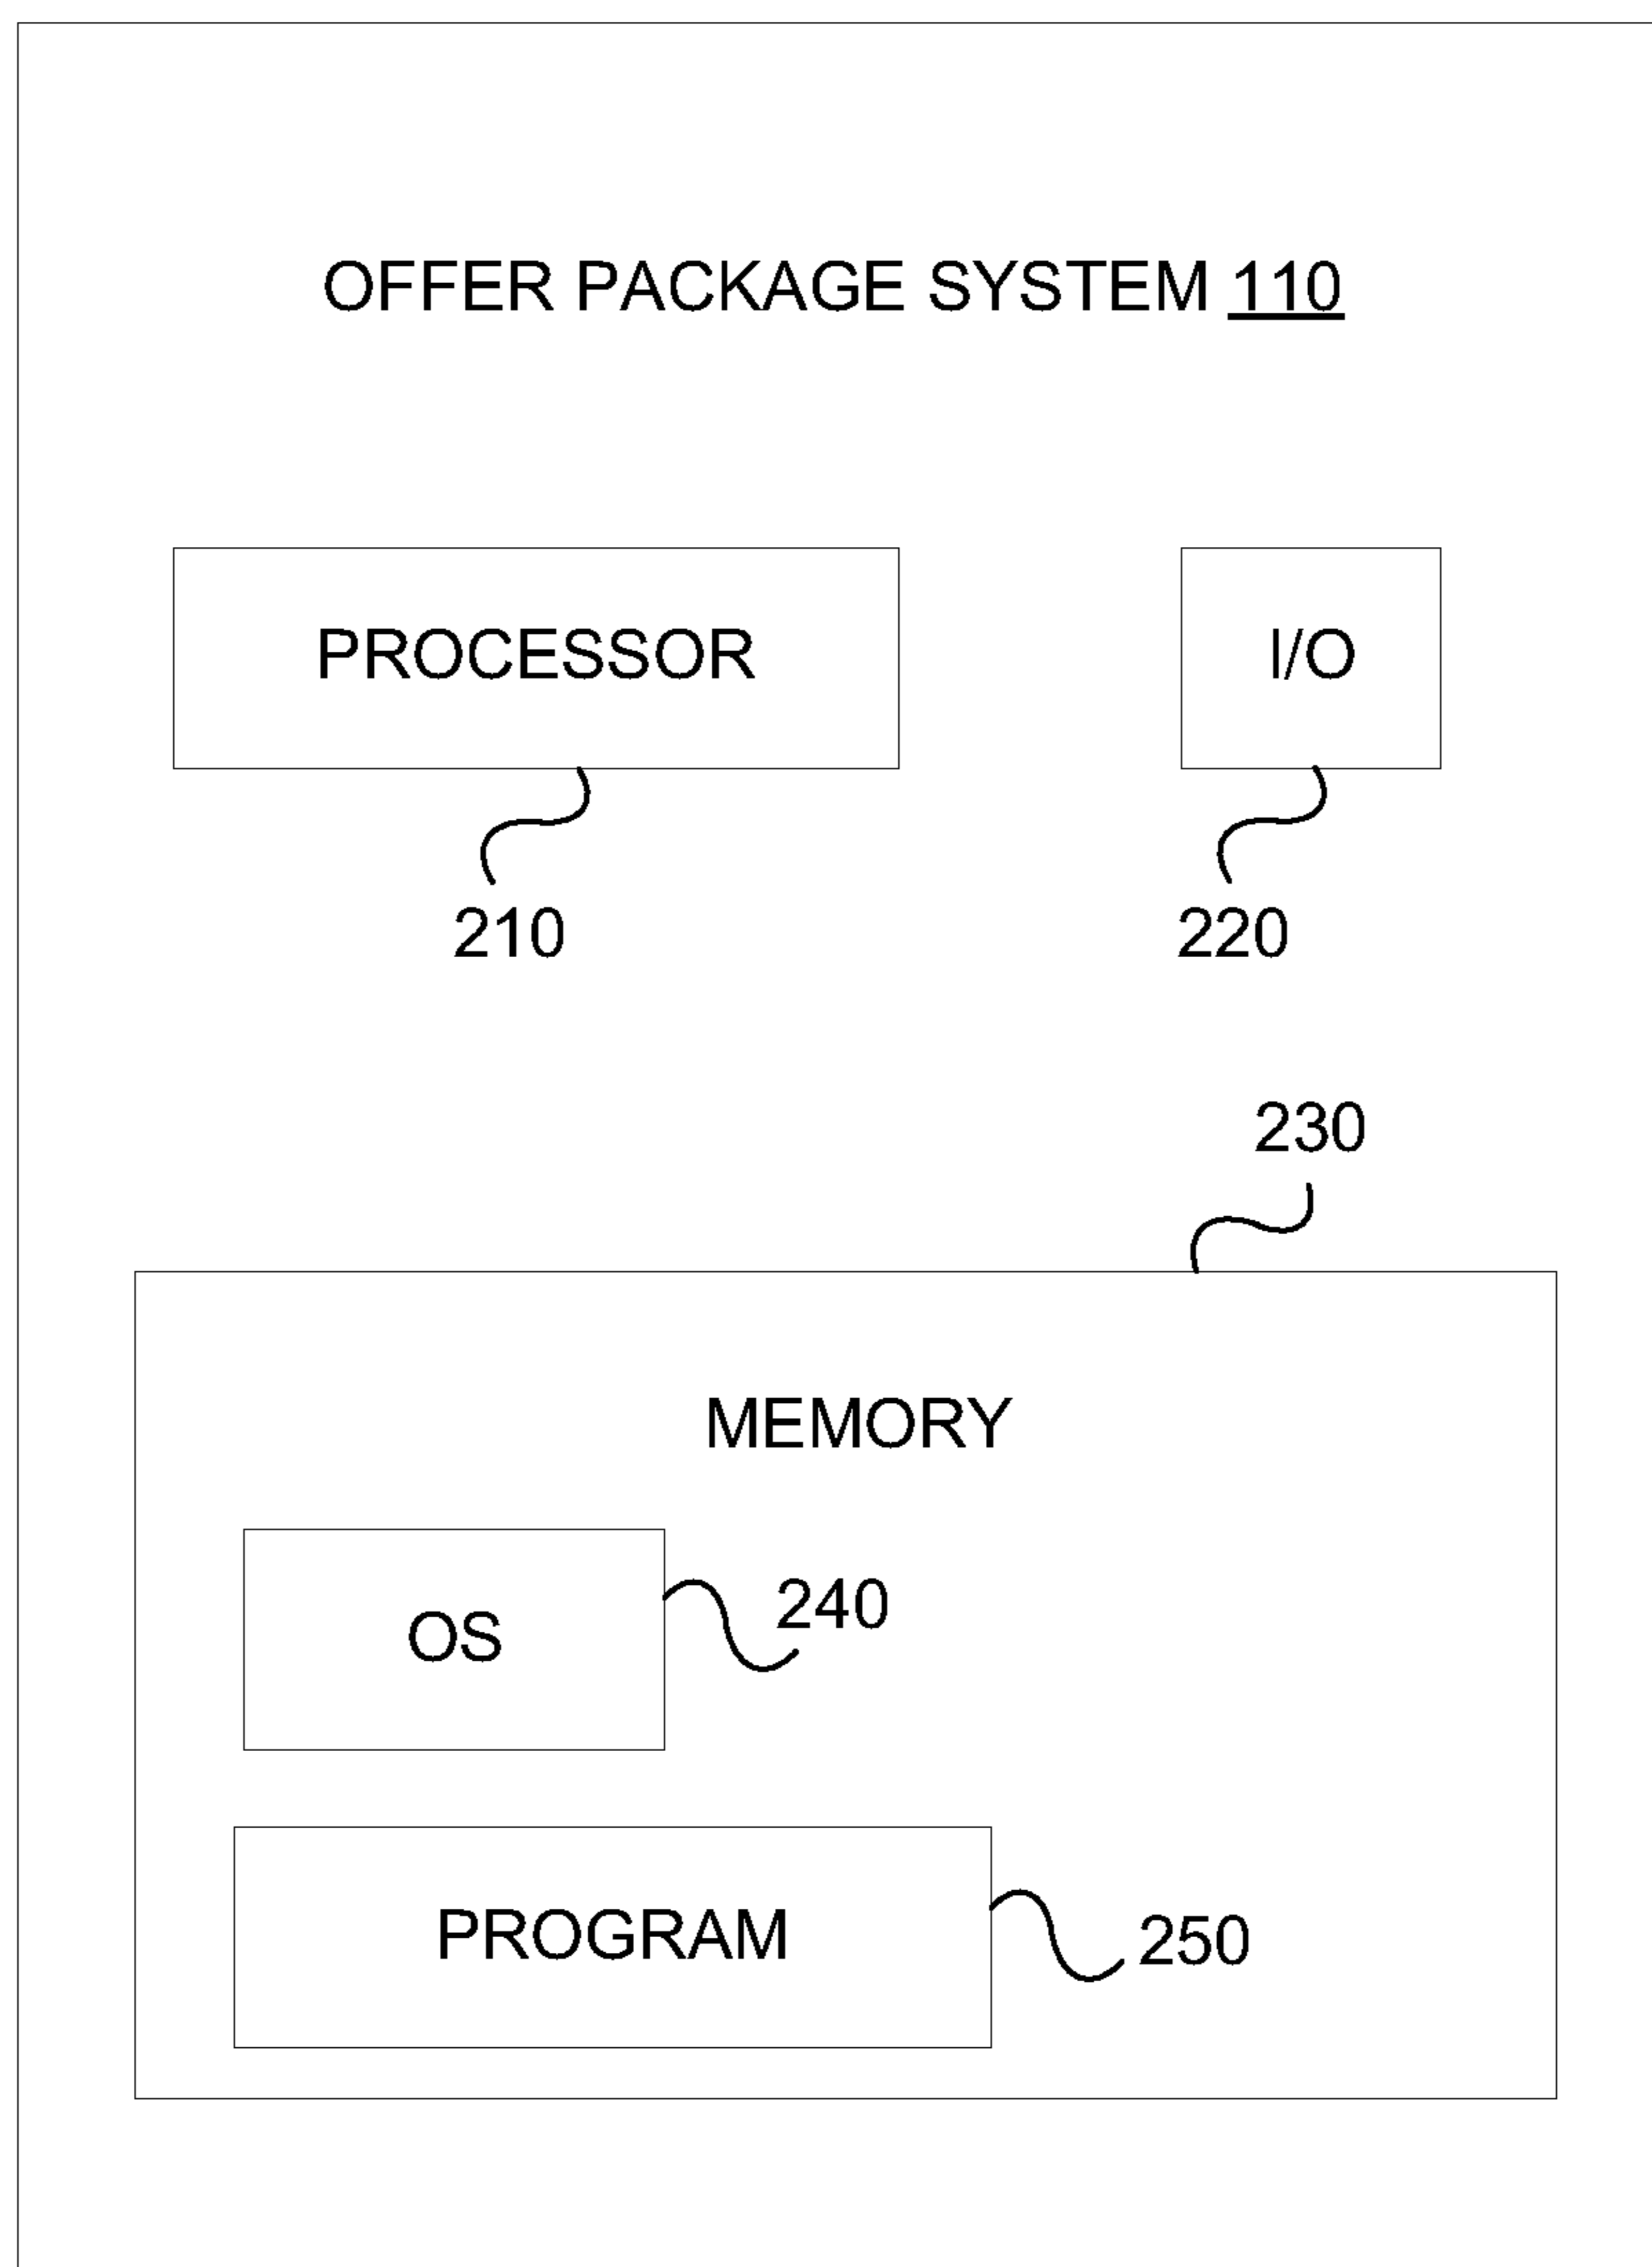 OFFER PACKAGE SYSTEM 110
PROCESSOR
I/O
210
220
230
MEMORY
OS
240
PROGRAM
250